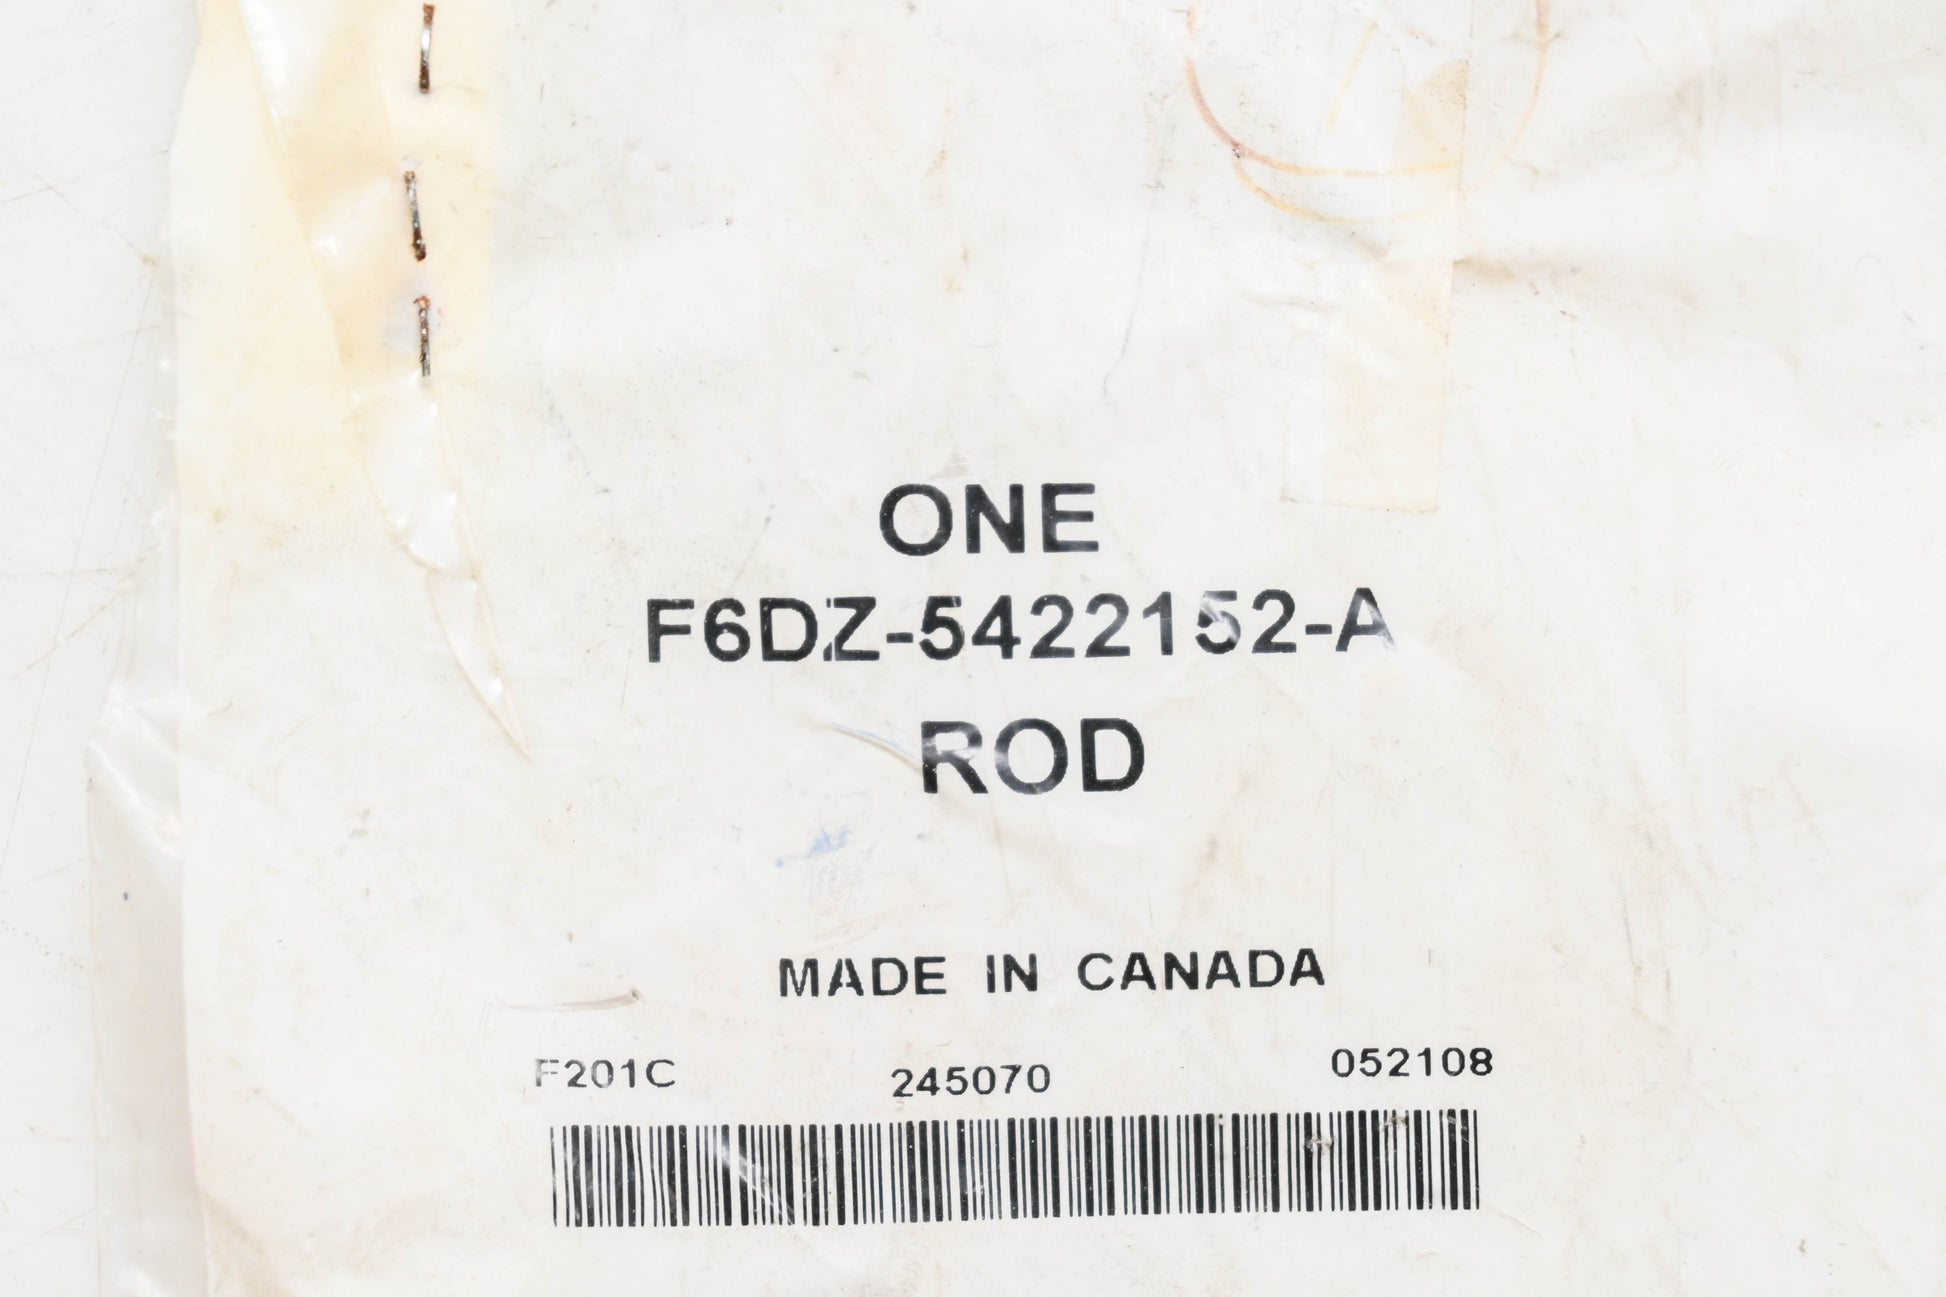 ONE
F6DZ-5422152-A
ROD
MADE IN CANADA
F201C 245070 052108